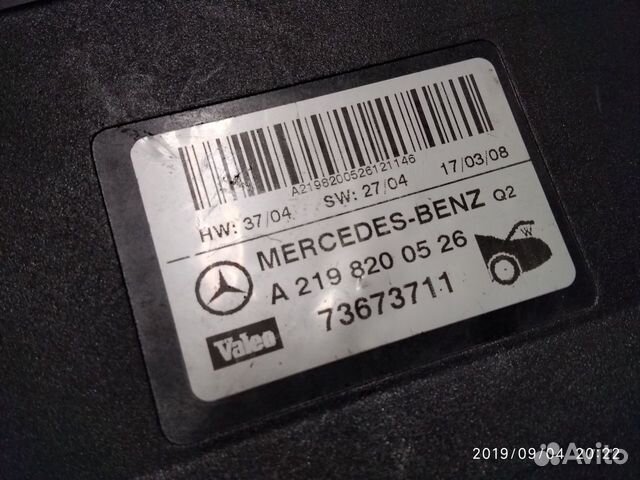 A2198200526121146
HW: 37/04 SW: 27/04 17/03/08
MERCEDES-BENZ Q2
A 219 820 05 26
73673711
Valeo
W
2019/09/04 20:22
Avito